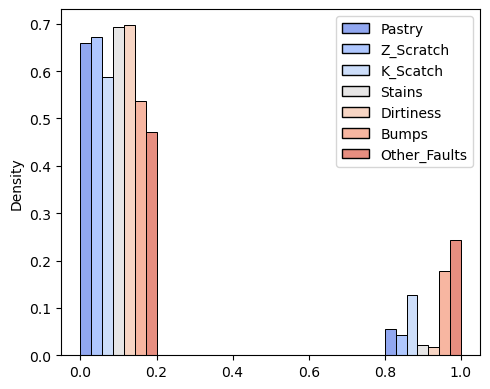 Pastry
Z_Scratch
K_Scatch
Stains
Dirtiness
Bumps
Other_Faults
Density
0.7
0.6
0.5
0.4
0.3
0.2
0.1
0.0
0.0 0.2 0.4 0.6 0.8 1.0